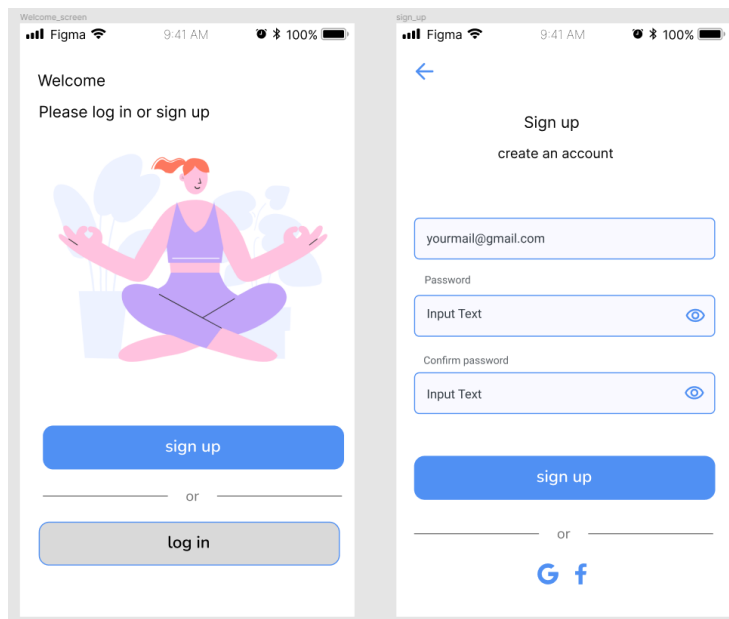 Welcome_screen
Figma 9:41 AM 100%
Welcome
Please log in or sign up
sign up
or
log in
sign_up
Figma 9:41 AM 100%
Sign up
create an account
yourmail@gmail.com
Password
Input Text
Confirm password
Input Text
sign up
or
G f